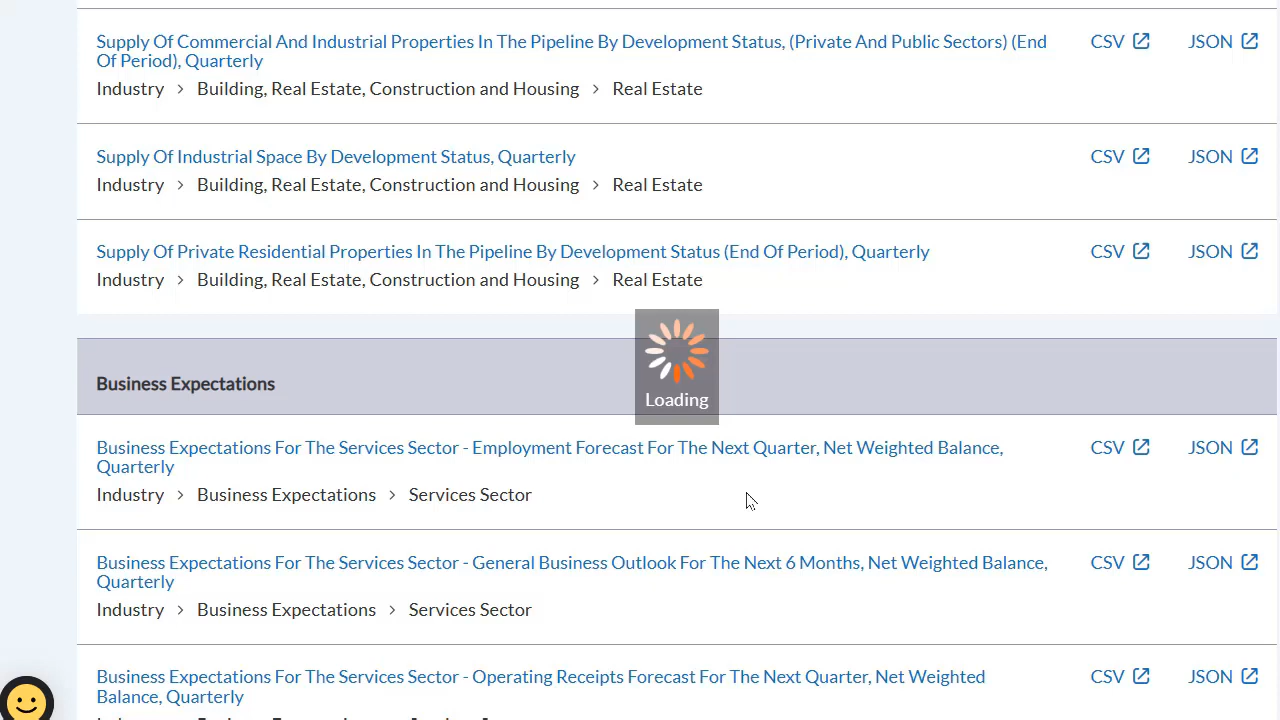 Supply Of Commercial And Industrial Properties In The Pipeline By Development Status, (Private And Public Sectors) (End CSV JSON
Of Period), Quarterly
Industry > Building, Real Estate, Construction and Housing > Real Estate
Supply Of Industrial Space By Development Status, Quarterly CSV JSON
Industry > Building, Real Estate, Construction and Housing > Real Estate
Supply Of Private Residential Properties In The Pipeline By Development Status (End Of Period), Quarterly CSV JSON
Industry > Building, Real Estate, Construction and Housing > Real Estate
Business Expectations
Loading
Business Expectations For The Services Sector - Employment Forecast For The Next Quarter, Net Weighted Balance, CSV JSON
Quarterly
Industry > Business Expectations > Services Sector
Business Expectations For The Services Sector - General Business Outlook For The Next 6 Months, Net Weighted Balance, CSV JSON
Quarterly
Industry > Business Expectations > Services Sector
Business Expectations For The Services Sector - Operating Receipts Forecast For The Next Quarter, Net Weighted CSV JSON
Balance, Quarterly